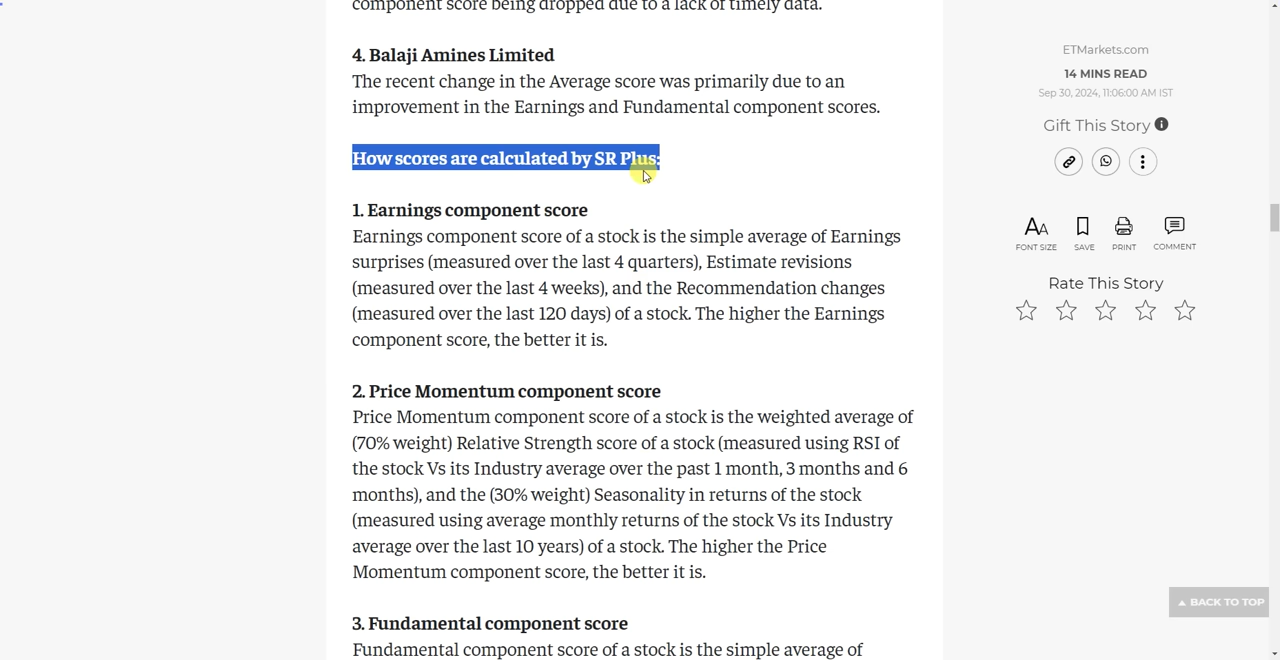 component score being dropped due to a lack of timely data.
4. Balaji Amines Limited
The recent change in the Average score was primarily due to an
improvement in the Earnings and Fundamental component scores.
How scores are calculated by SR Plus:
1. Earnings component score
Earnings component score of a stock is the simple average of Earnings
surprises (measured over the last 4 quarters), Estimate revisions
(measured over the last 4 weeks), and the Recommendation changes
(measured over the last 120 days) of a stock. The higher the Earnings
component score, the better it is.
2. Price Momentum component score
Price Momentum component score of a stock is the weighted average of
(70% weight) Relative Strength score of a stock (measured using RSI of
the stock Vs its Industry average over the past 1 month, 3 months and 6
months), and the (30% weight) Seasonality in returns of the stock
(measured using average monthly returns of the stock Vs its Industry
average over the last 10 years) of a stock. The higher the Price
Momentum component score, the better it is.
3. Fundamental component score
Fundamental component score of a stock is the simple average of
ETMarkets.com
14 MINS READ
Sep 30, 2024, 11:06:00 AM IST
Gift This Story
FONT SIZE
SAVE
PRINT
COMMENT
Rate This Story
BACK TO TOP